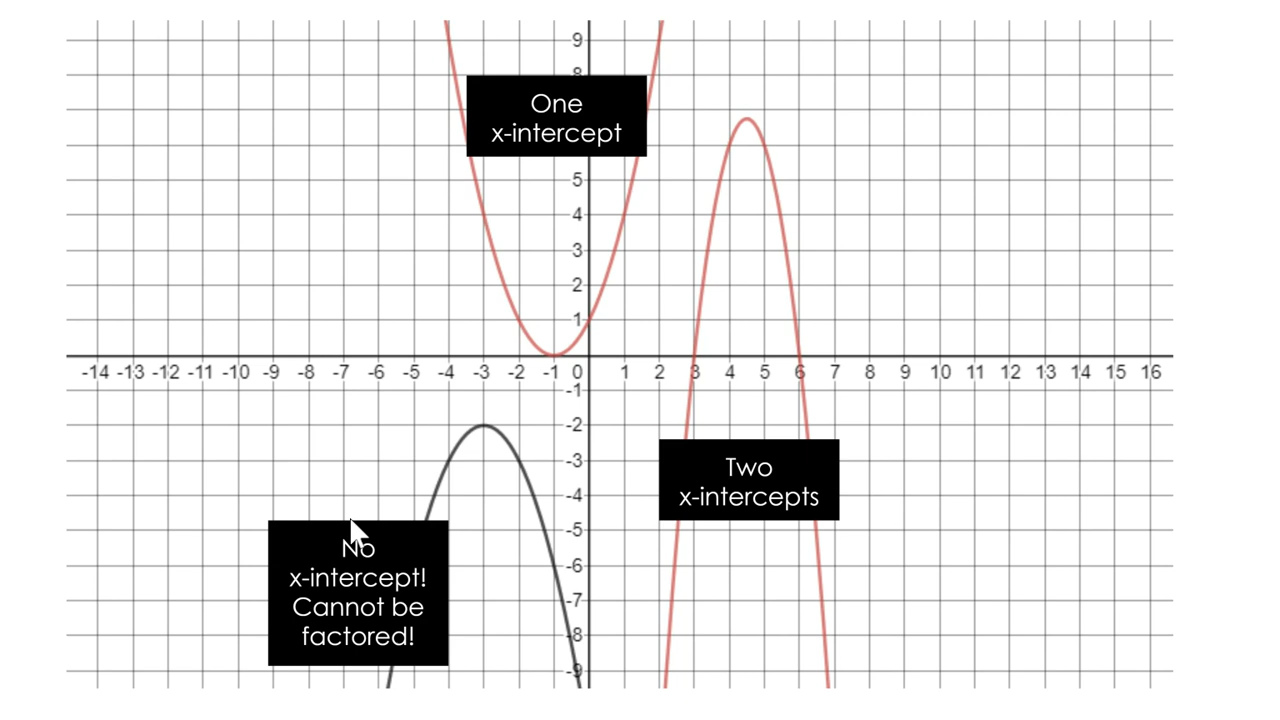 9
8
One
x-intercept
5
4
3
2
1
-14 -13 -12 -11 -10 -9 -8 -7 -6 -5 -4 -3 -2 -1 0 1 2 3 4 5 6 7 8 9 10 11 12 13 14 15 16
-1
-2
-3
Two
x-intercepts
-4
-5
No
x-intercept!
Cannot be
factored!
-6
-7
-8
-9